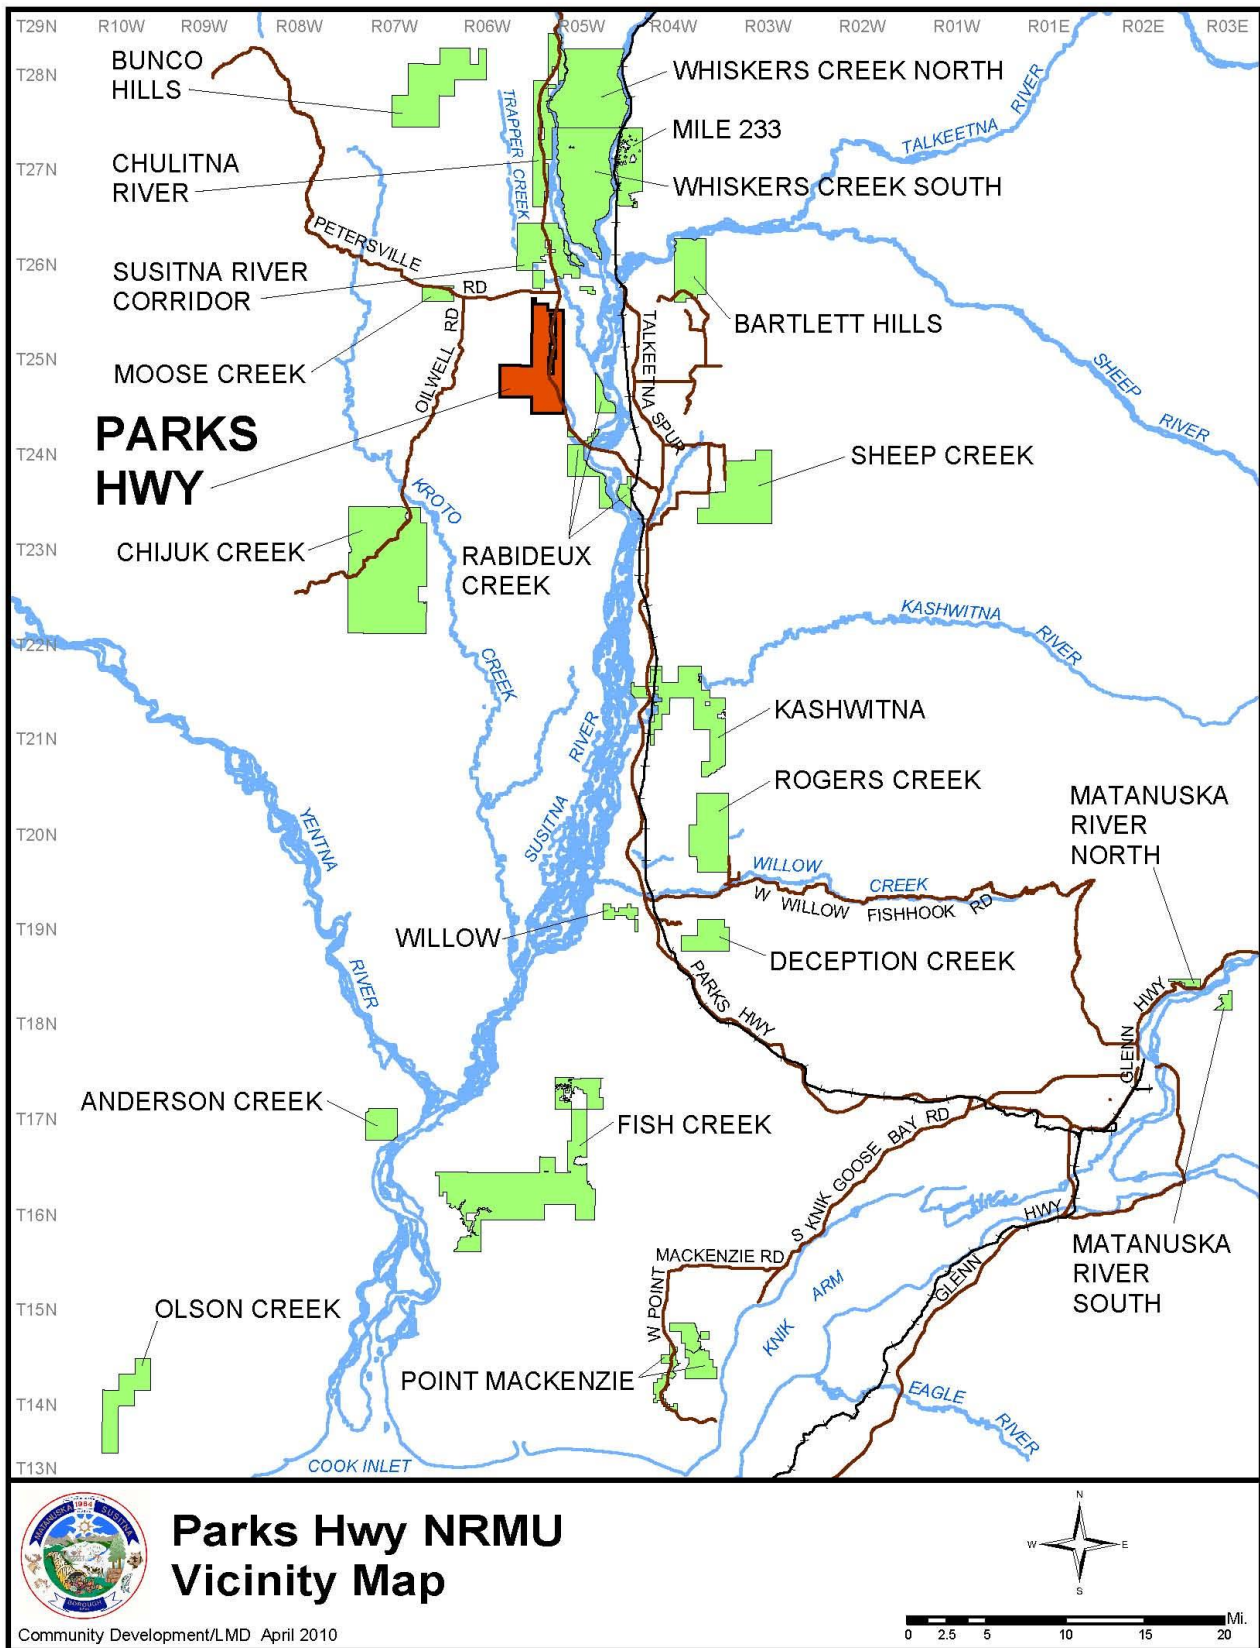 T29N R10W R09W R08W R07W R06W R05W R04W R03W R02W R01W R01E R02E R03E
T28N
T27N
T26N
T25N
T24N
T23N
T22N
T21N
T20N
T19N
T18N
T17N
T16N
T15N
T14N
T13N
BUNCO
HILLS
WHISKERS CREEK NORTH
MILE 233
WHISKERS CREEK SOUTH
CHULITNA
RIVER
TRAPPER CREEK
TALKEETNA RIVER
PETERSVILLE RD
SUSITNA RIVER
CORRIDOR
BARTLETT HILLS
MOOSE CREEK
OILWELL RD
TALKEETNA SPUR
SHEEP RIVER
PARKS
HWY
SHEEP CREEK
KROTO CREEK
CHIJUK CREEK
RABIDEUX
CREEK
KASHWITNA RIVER
KASHWITNA
ROGERS CREEK
MATANUSKA
RIVER
NORTH
SUSITNA RIVER
YENTNA RIVER
WILLOW CREEK
W WILLOW FISHHOOK RD
WILLOW
DECEPTION CREEK
PARKS HWY
GLENN HWY
ANDERSON CREEK
FISH CREEK
S KNIK GOOSE BAY RD
GLENN HWY
MATANUSKA
RIVER
SOUTH
W POINT MACKENZIE RD
KNIK ARM
OLSON CREEK
POINT MACKENZIE
EAGLE RIVER
COOK INLET
MATANUSKA 1964 SUSITNA
BOROUGH
Parks Hwy NRMU
Vicinity Map
Community Development/LMD April 2010
N
W E
S
Mi.
0 2.5 5 10 15 20